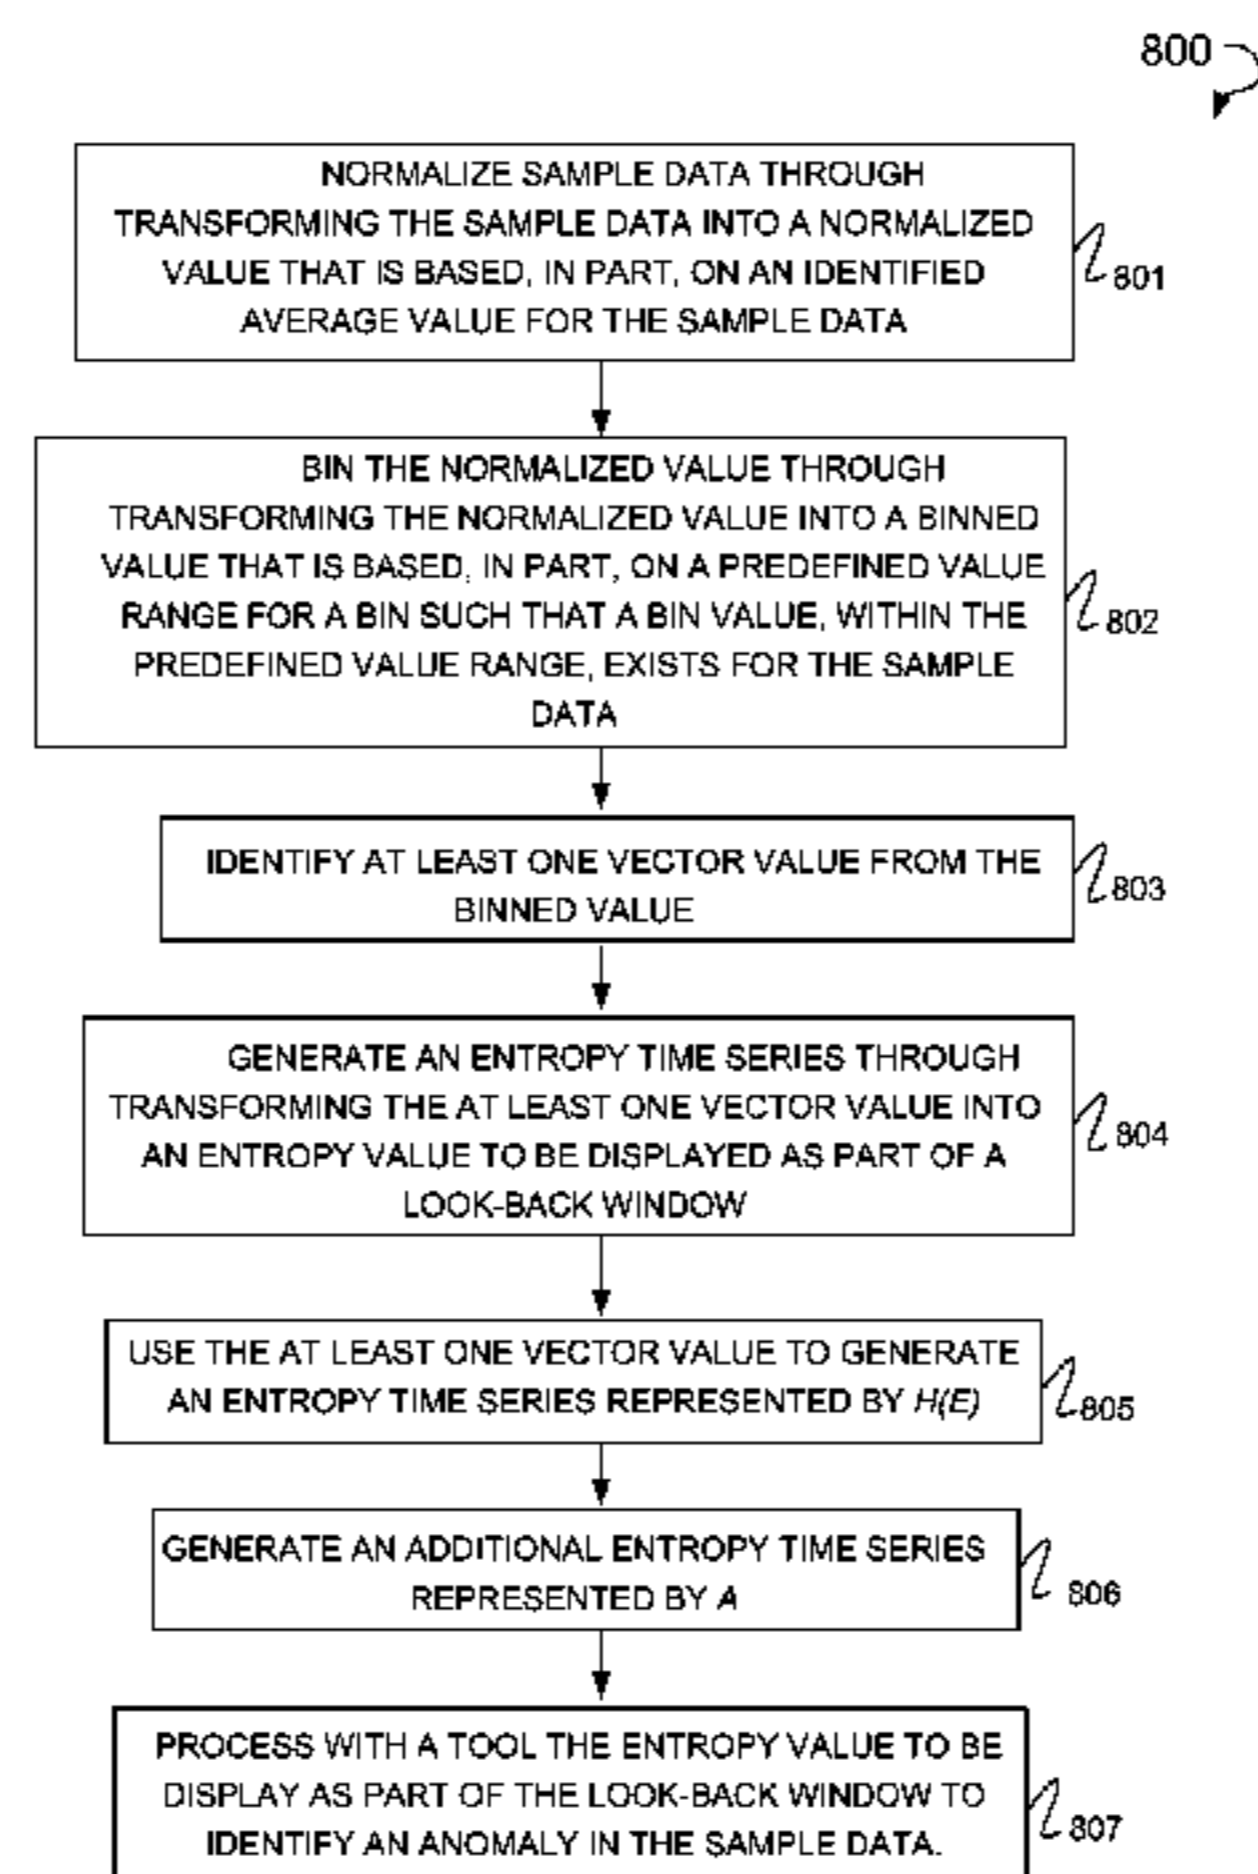 800
NORMALIZE SAMPLE DATA THROUGH
TRANSFORMING THE SAMPLE DATA INTO A NORMALIZED
VALUE THAT IS BASED, IN PART, ON AN IDENTIFIED
AVERAGE VALUE FOR THE SAMPLE DATA
801
BIN THE NORMALIZED VALUE THROUGH
TRANSFORMING THE NORMALIZED VALUE INTO A BINNED
VALUE THAT IS BASED, IN PART, ON A PREDEFINED VALUE
RANGE FOR A BIN SUCH THAT A BIN VALUE, WITHIN THE
PREDEFINED VALUE RANGE, EXISTS FOR THE SAMPLE
DATA
802
IDENTIFY AT LEAST ONE VECTOR VALUE FROM THE
BINNED VALUE
803
GENERATE AN ENTROPY TIME SERIES THROUGH
TRANSFORMING THE AT LEAST ONE VECTOR VALUE INTO
AN ENTROPY VALUE TO BE DISPLAYED AS PART OF A
LOOK-BACK WINDOW
804
USE THE AT LEAST ONE VECTOR VALUE TO GENERATE
AN ENTROPY TIME SERIES REPRESENTED BY H(E)
805
GENERATE AN ADDITIONAL ENTROPY TIME SERIES
REPRESENTED BY A
806
PROCESS WITH A TOOL THE ENTROPY VALUE TO BE
DISPLAY AS PART OF THE LOOK-BACK WINDOW TO
IDENTIFY AN ANOMALY IN THE SAMPLE DATA.
807